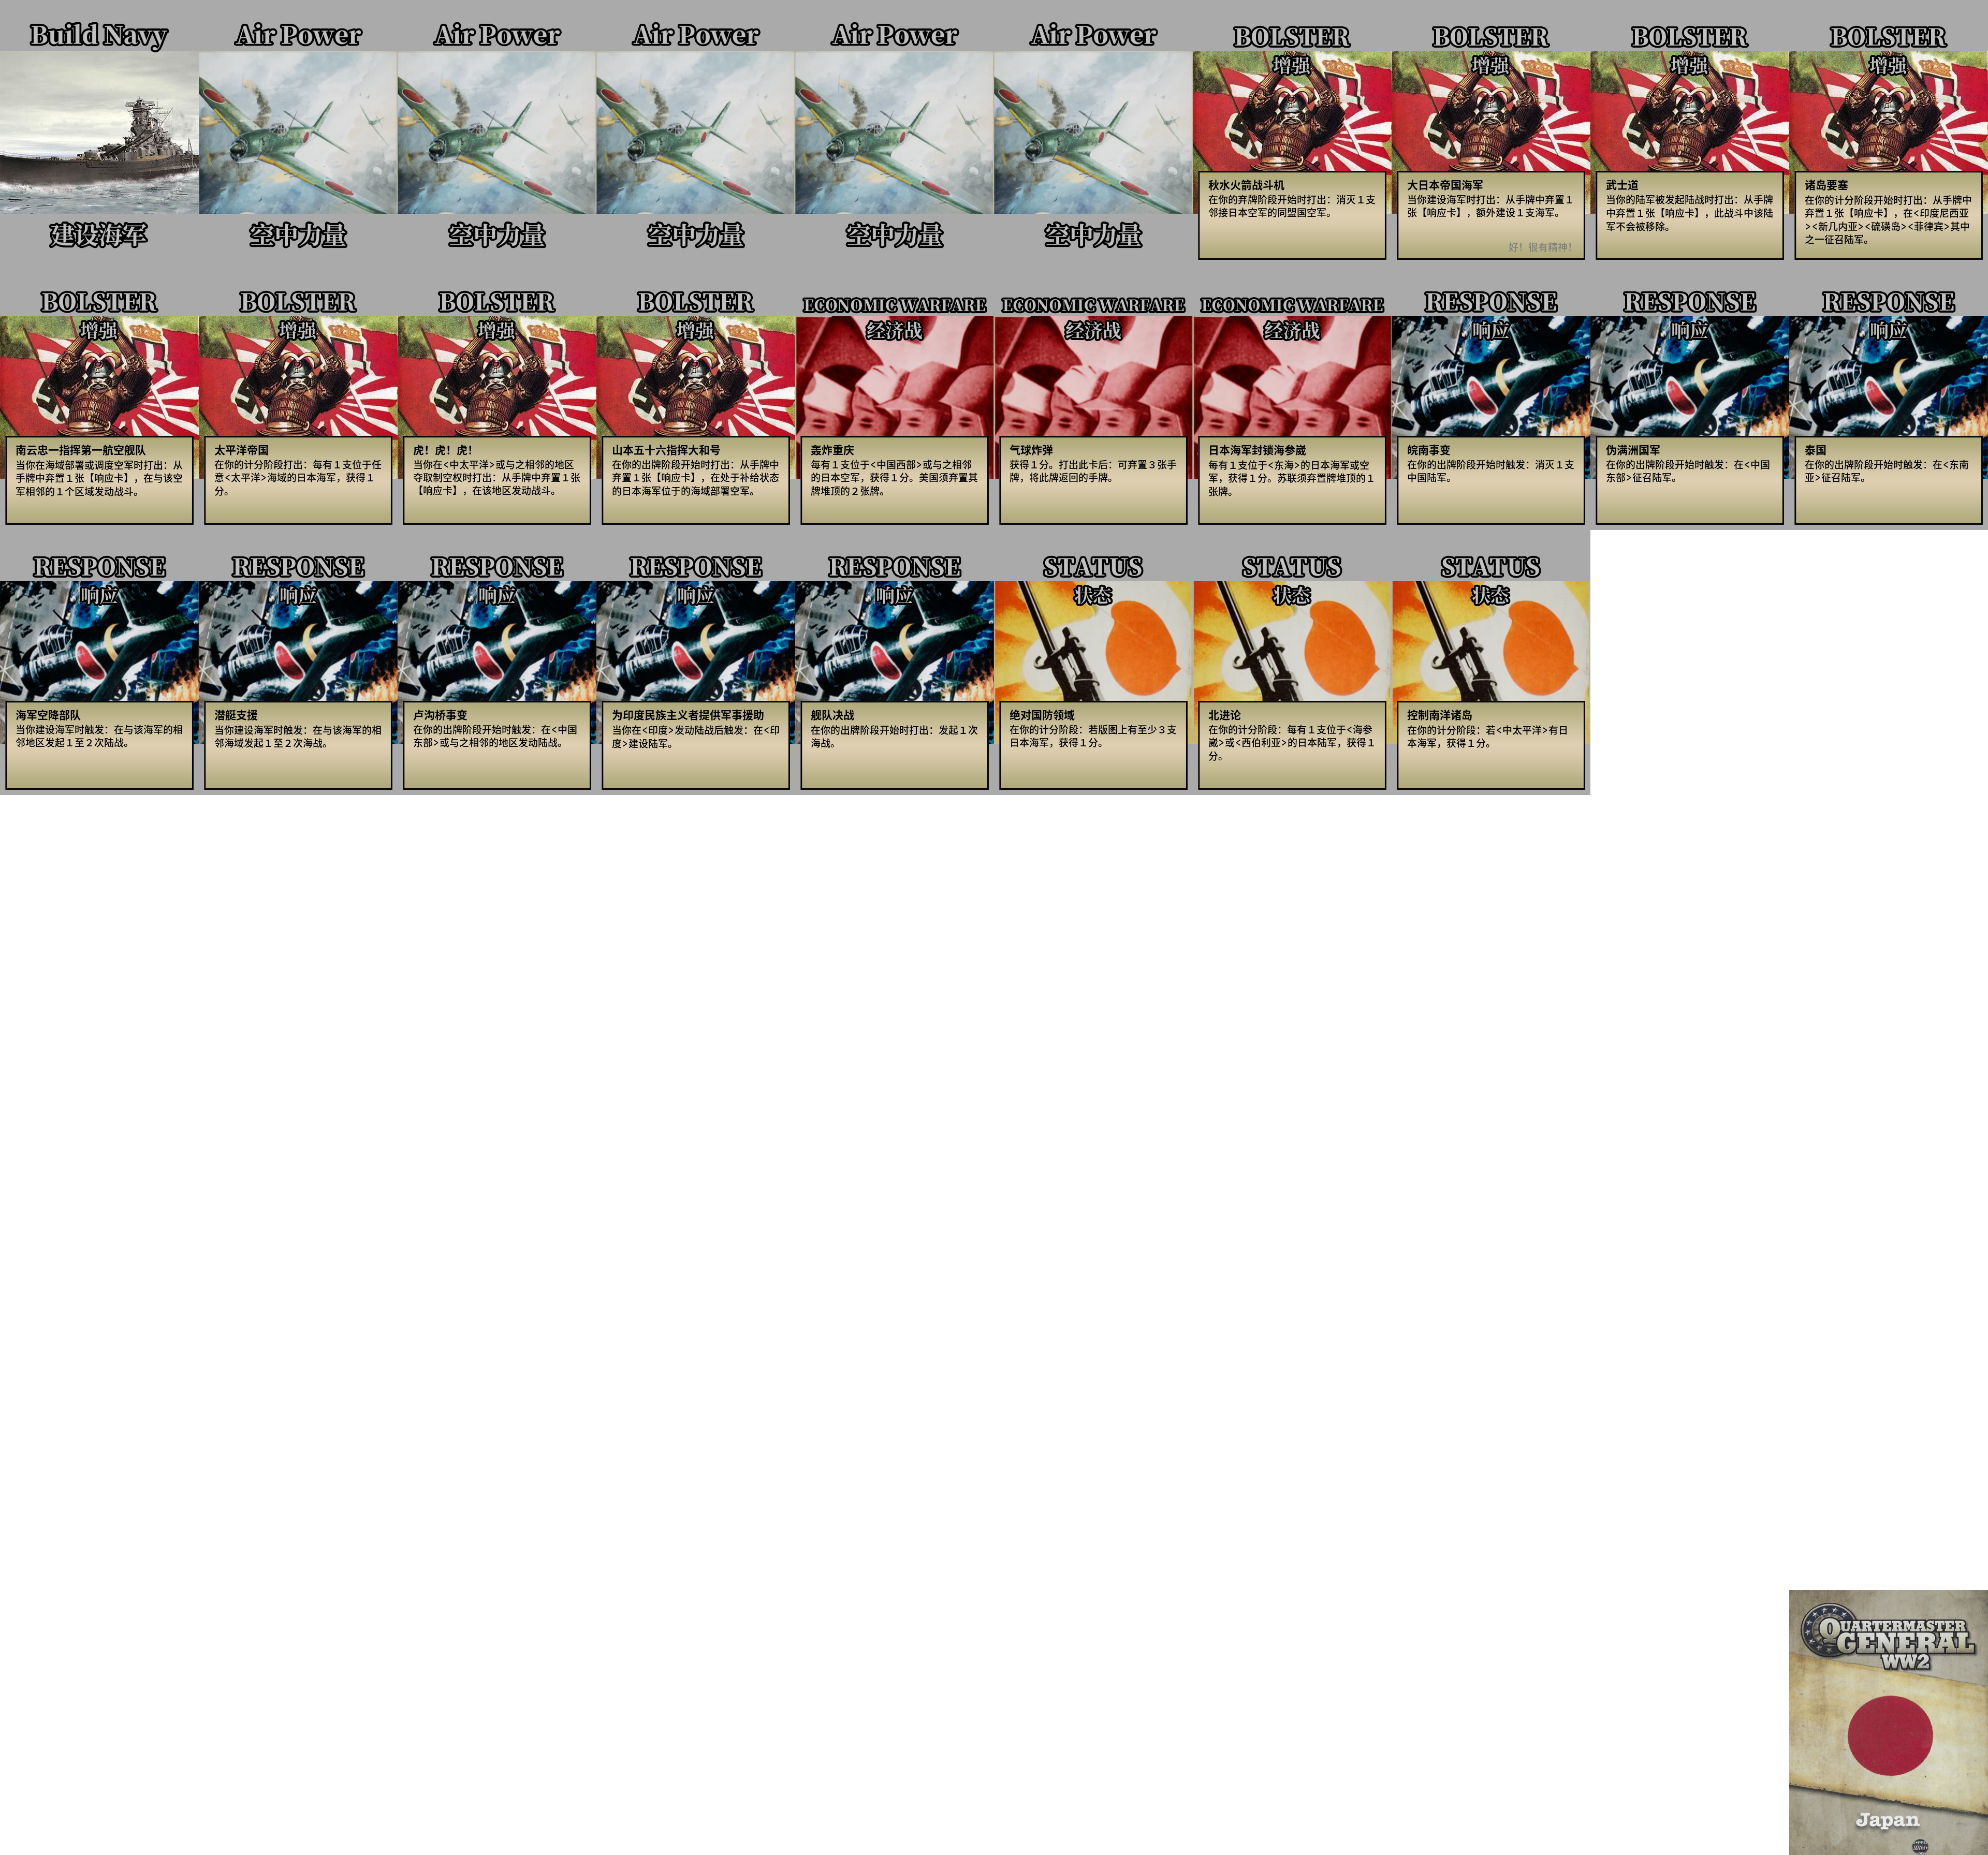 Build Navy
建设海军
Air Power
空中力量
Air Power
空中力量
Air Power
空中力量
Air Power
空中力量
Air Power
空中力量
BOLSTER
增强
秋水火箭战斗机
在你的弃牌阶段开始时打出：消灭1支
邻接日本空军的同盟国空军。
BOLSTER
增强
大日本帝国海军
当你建设海军时打出：从手牌中弃置1
张【响应卡】，额外建设1支海军。
好！很有精神！
BOLSTER
增强
武士道
当你的陆军被发起陆战时打出：从手牌
中弃置1张【响应卡】，此战斗中该陆
军不会被移除。
BOLSTER
增强
诸岛要塞
在你的计分阶段开始时打出：从手牌中
弃置1张【响应卡】，在<印度尼西亚
><新几内亚><硫磺岛><菲律宾>其中
之一征召陆军。
BOLSTER
增强
南云忠一指挥第一航空舰队
当你在海域部署或调度空军时打出：从
手牌中弃置1张【响应卡】，在与该空
军相邻的1个区域发动战斗。
BOLSTER
增强
太平洋帝国
在你的计分阶段打出：每有1支位于任
意<太平洋>海域的日本海军，获得1
分。
BOLSTER
增强
虎！虎！虎！
当你在<中太平洋>或与之相邻的地区
夺取制空权时打出：从手牌中弃置1张
【响应卡】，在该地区发动战斗。
BOLSTER
增强
山本五十六指挥大和号
在你的出牌阶段开始时打出：从手牌中
弃置1张【响应卡】，在处于补给状态
的日本海军位于的海域部署空军。
ECONOMIC WARFARE
经济战
轰炸重庆
每有1支位于<中国西部>或与之相邻
的日本空军，获得1分。美国须弃置其
牌堆顶的2张牌。
ECONOMIC WARFARE
经济战
气球炸弹
获得1分。打出此卡后：可弃置3张手
牌，将此牌返回的手牌。
ECONOMIC WARFARE
经济战
日本海军封锁海参崴
每有1支位于<东海>的日本海军或空
军，获得1分。苏联须弃置牌堆顶的1
张牌。
RESPONSE
响应
皖南事变
在你的出牌阶段开始时触发：消灭1支
中国陆军。
RESPONSE
响应
伪满洲国军
在你的出牌阶段开始时触发：在<中国
东部>征召陆军。
RESPONSE
响应
泰国
在你的出牌阶段开始时触发：在<东南
亚>征召陆军。
RESPONSE
响应
海军空降部队
当你建设海军时触发：在与该海军的相
邻地区发起1至2次陆战。
RESPONSE
响应
潜艇支援
当你建设海军时触发：在与该海军的相
邻海域发起1至2次海战。
RESPONSE
响应
卢沟桥事变
在你的出牌阶段开始时触发：在<中国
东部>或与之相邻的地区发动陆战。
RESPONSE
响应
为印度民族主义者提供军事援助
当你在<印度>发动陆战后触发：在<印
度>建设陆军。
RESPONSE
响应
舰队决战
在你的出牌阶段开始时打出：发起1次
海战。
STATUS
状态
绝对国防领域
在你的计分阶段：若版图上有至少3支
日本海军，获得1分。
STATUS
状态
北进论
在你的计分阶段：每有1支位于<海参
崴>或<西伯利亚>的日本陆军，获得1
分。
STATUS
状态
控制南洋诸岛
在你的计分阶段：若<中太平洋>有日
本海军，获得1分。
QUARTERMASTER
GENERAL
WW2
Japan